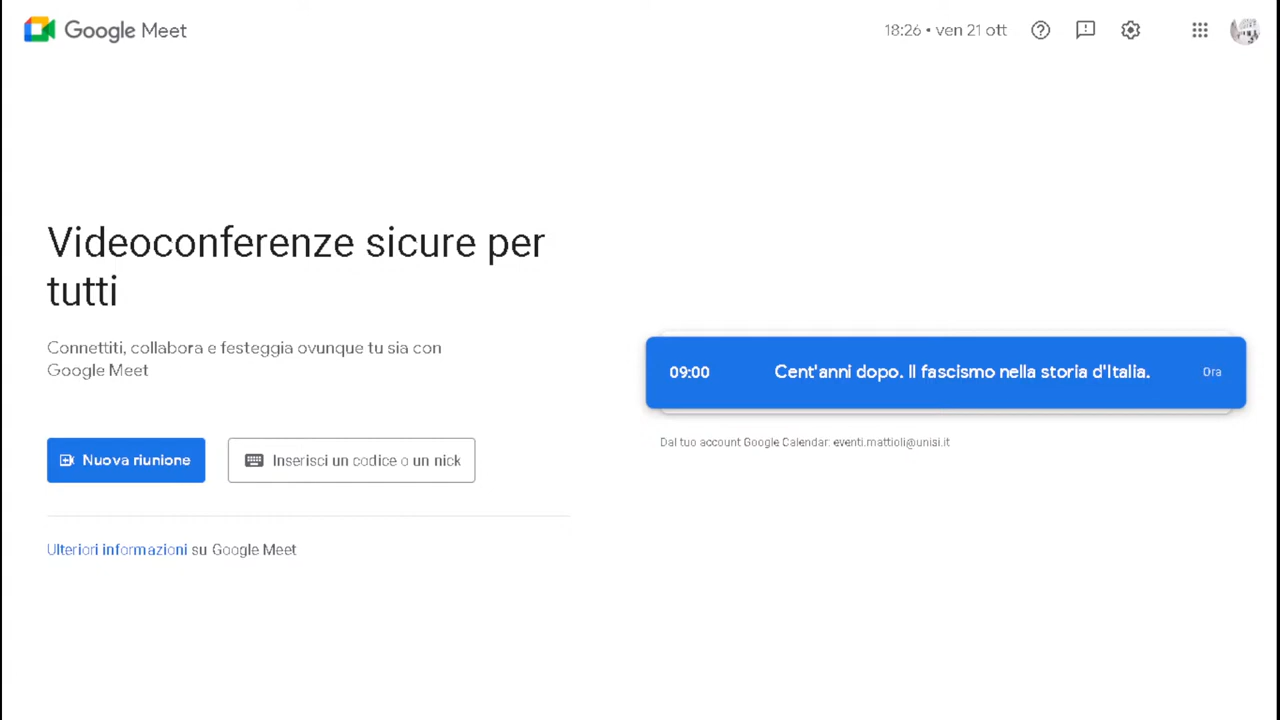 Google Meet
18:26 • ven 21 ott
Videoconferenze sicure per
tutti
Connettiti, collabora e festeggia ovunque tu sia con
Google Meet
Nuova riunione
Inserisci un codice o un nick
Ulteriori informazioni su Google Meet
09:00 Cent'anni dopo. Il fascismo nella storia d'Italia. Ora
Dal tuo account Google Calendar: eventi.mattioli@unisi.it